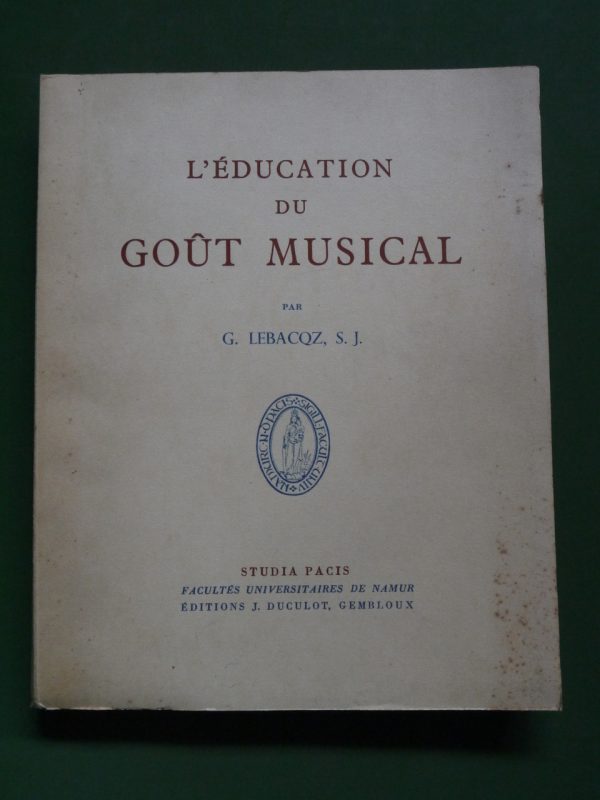 L'ÉDUCATION
DU
GOÛT MUSICAL
PAR
G. LEBACQZ, S. J.
STUDIA PACIS
FACULTÉS UNIVERSITAIRES DE NAMUR
ÉDITIONS J. DUCULOT, GEMBLOUX